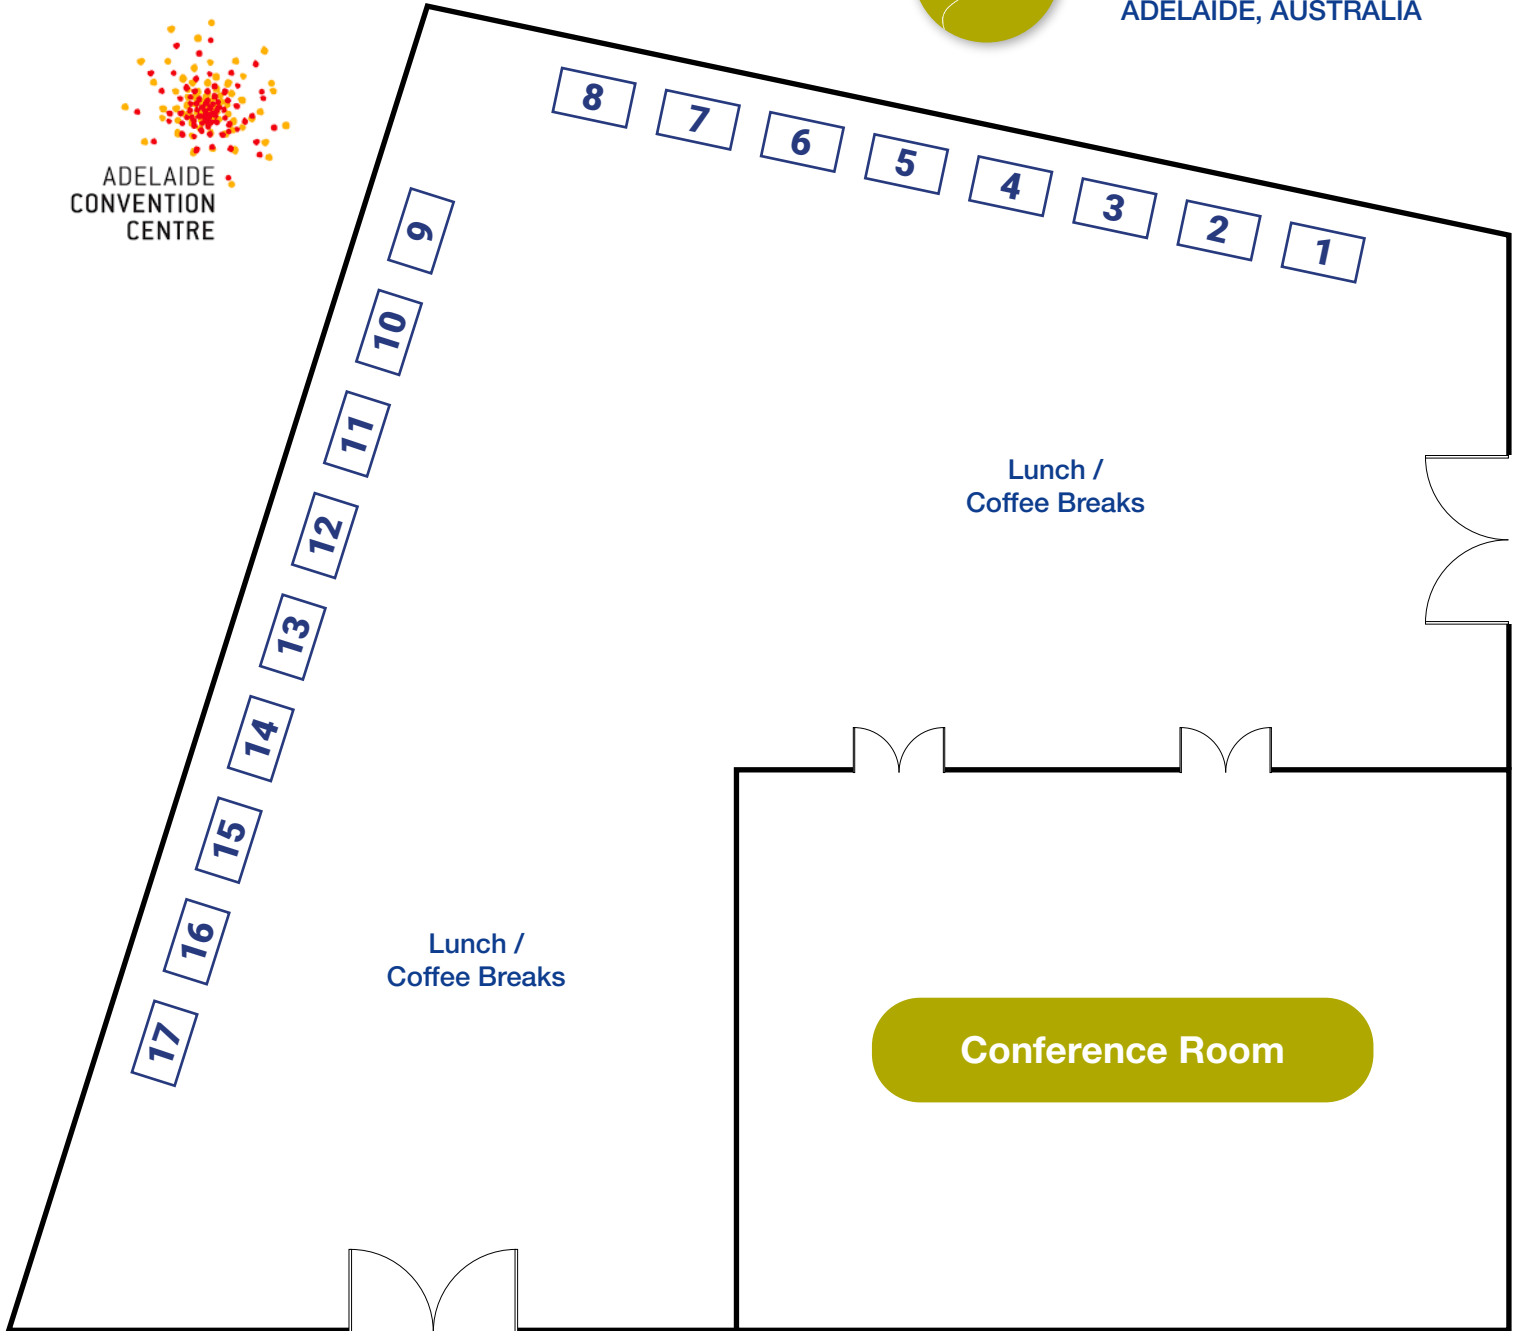 ADELAIDE, AUSTRALIA
ADELAIDE
CONVENTION
CENTRE
8
7
6
5
4
3
2
1
9
10
11
12
13
14
15
16
17
Lunch /
Coffee Breaks
Lunch /
Coffee Breaks
Conference Room